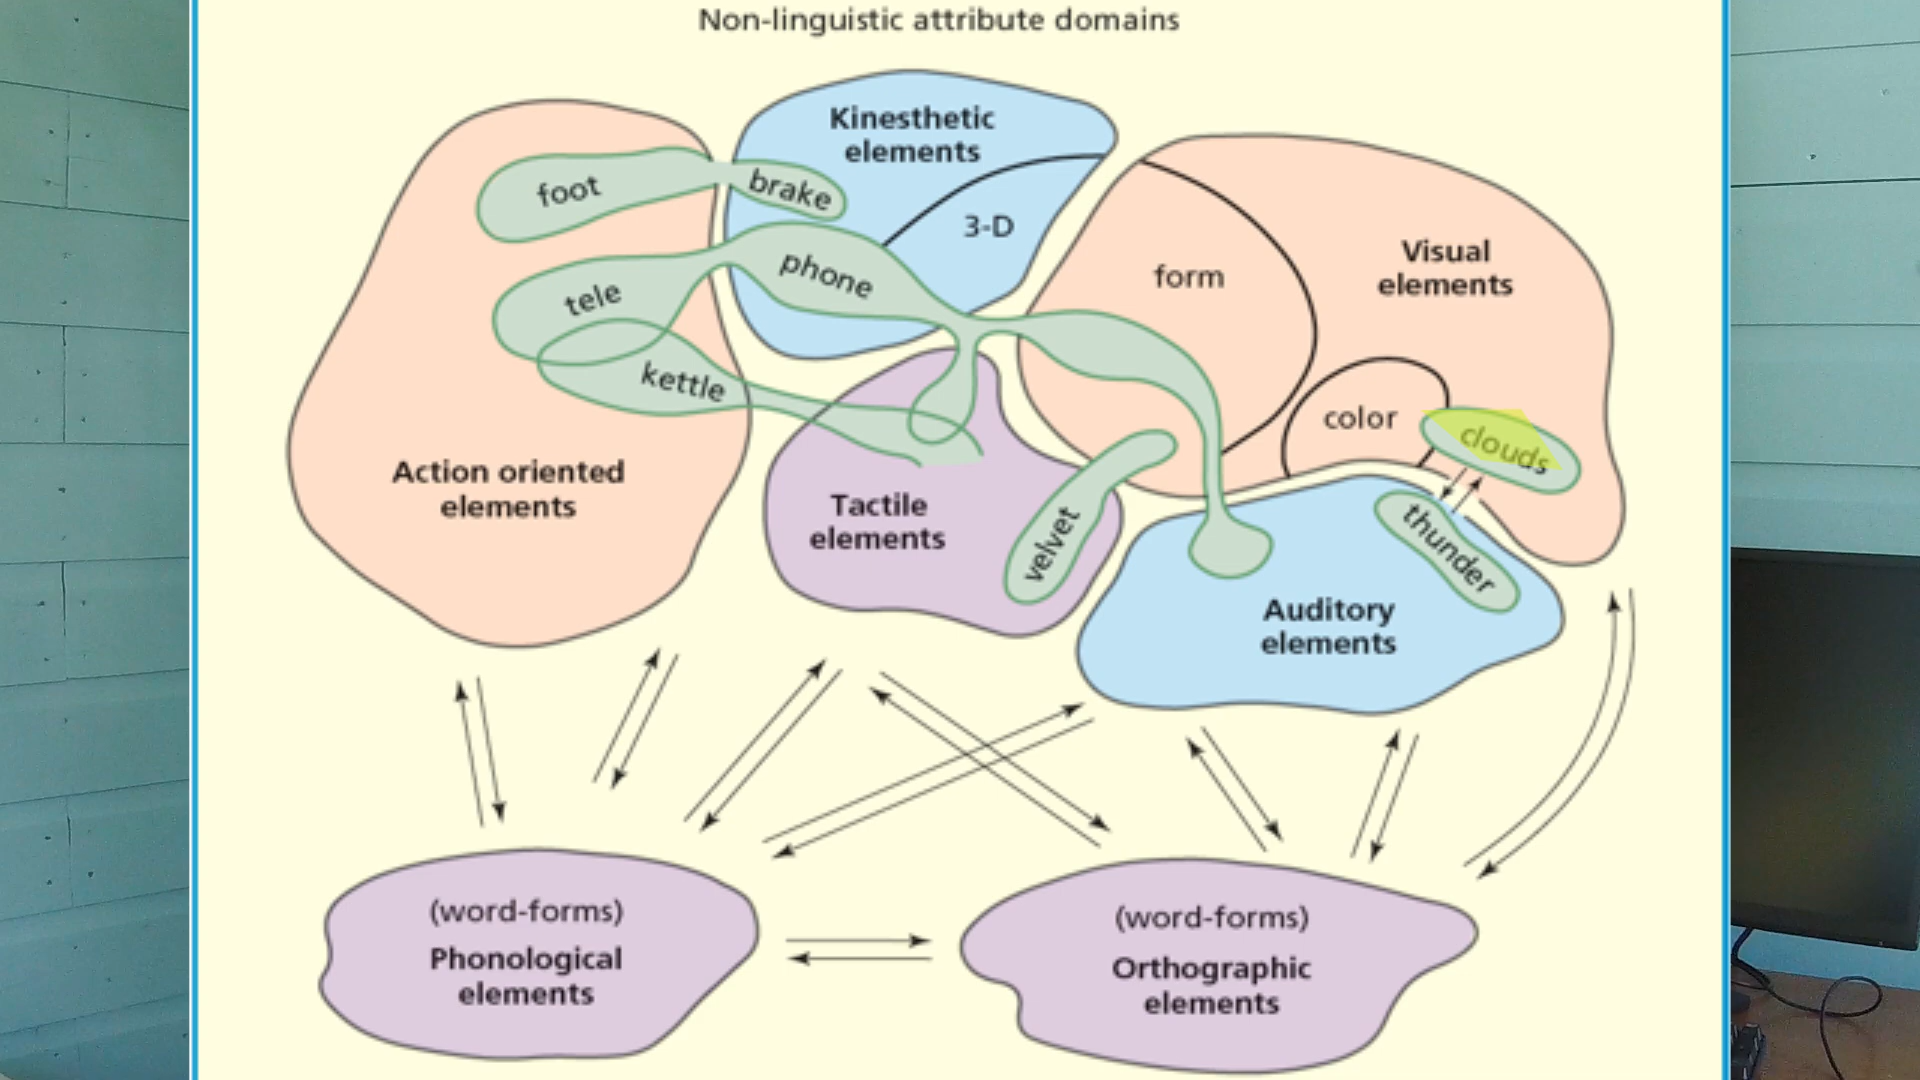 Non-linguistic attribute domains
Kinesthetic
elements
foot
brake
3-D
Visual
elements
form
phone
tele
kettle
color
clouds
Action oriented
elements
Tactile
elements
velvet
thunder
Auditory
elements
(word-forms)
Phonological
elements
(word-forms)
Orthographic
elements